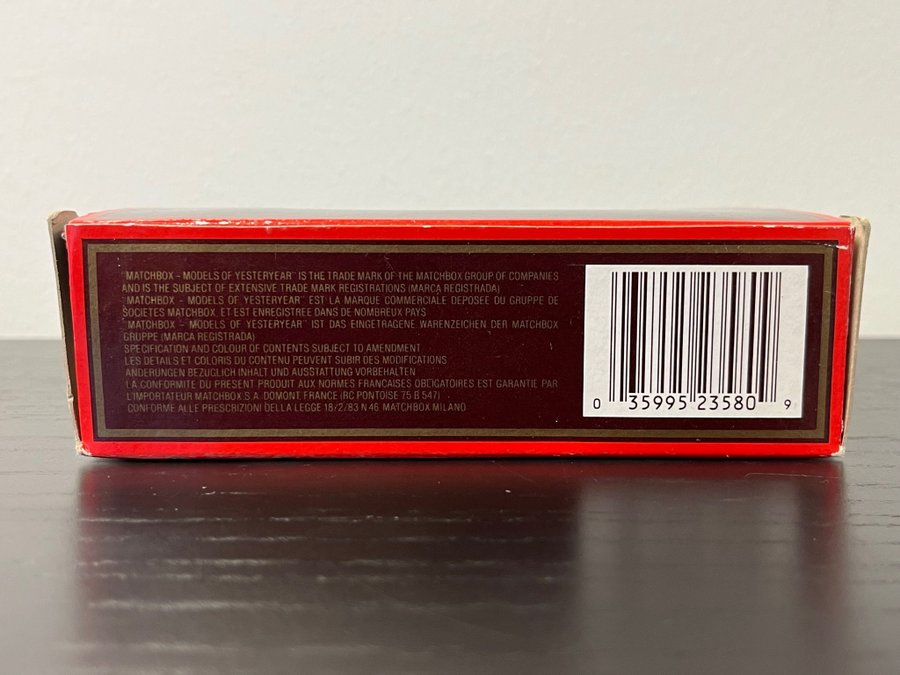 "MATCHBOX - MODELS OF YESTERYEAR" IS THE TRADE MARK OF THE MATCHBOX GROUP OF COMPANIES
AND IS THE SUBJECT OF EXTENSIVE TRADE MARK REGISTRATIONS (MARCA REGISTRADA)
"MATCHBOX - MODELS OF YESTERYEAR" EST LA MARQUE COMMERCIALE DEPOSEE DU GRUPPE DE
SOCIETES MATCHBOX, ET EST ENREGISTREE DANS DE NOMBREUX PAYS
"MATCHBOX - MODELS OF YESTERYEAR" IST DAS EINGETRAGENE WARENZEICHEN DER MATCHBOX
GRUPPE (MARCA REGISTRADA)
SPECIFICATION AND COLOUR OF CONTENTS SUBJECT TO AMENDMENT
LES DETAILS ET COLORIS DU CONTENU PEUVENT SUBIR DES MODIFICATIONS
ÄNDERUNGEN BEZÜGLICH INHALT UND AUSSTATTUNG VORBEHALTEN
LA CONFORMITE DU PRESENT PRODUIT AUX NORMES FRANCAISES OBLIGATOIRES EST GARANTIE PAR
L'IMPORTATEUR MATCHBOX S.A. DOMONT FRANCE (RC PONTOISE 75 B 547)
CONFORME ALLE PRESCRIZIONI DELLA LEGGE 18/2/83 N 46 MATCHBOX MILANO
0 35995 23580 9